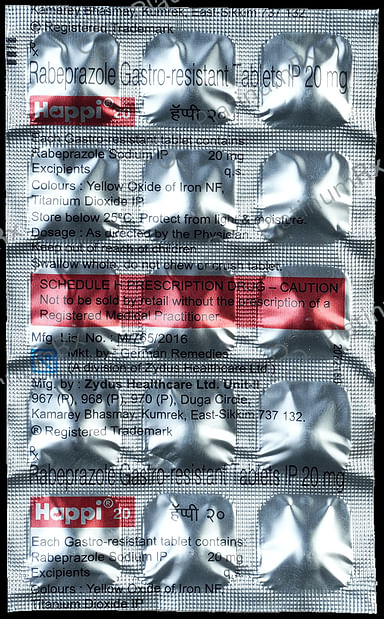 Kamarey Bhasmay, Kumrek, East-Sikkim 737 132.
® Registered Trademark
℞
Rabeprazole Gastro-resistant Tablets IP 20 mg
Happi® 20 हॅप्पी २०
Each Gastro-resistant tablet contains:
Rabeprazole Sodium IP 20 mg
Excipients q.s.
Colours : Yellow Oxide of Iron NF,
Titanium Dioxide IP
Store below 25°C. Protect from light & moisture.
Dosage : As directed by the Physician.
Keep out of reach of children.
Swallow whole, do not chew or crush tablet.
SCHEDULE H PRESCRIPTION DRUG – CAUTION
Not to be sold by retail without the prescription of a
Registered Medical Practitioner.
Mfg. Lic. No. : M/765/2016
Mkt. by : German Remedies
(A division of Zydus Healthcare Ltd.)
Mfg. by : Zydus Healthcare Ltd. Unit-II
967 (P), 968 (P), 970 (P), Duga Circle,
Kamarey Bhasmay, Kumrek, East-Sikkim 737 132.
® Registered Trademark
℞
Rabeprazole Gastro-resistant Tablets IP 20 mg
Happi® 20 हॅप्पी २०
Each Gastro-resistant tablet contains:
Rabeprazole Sodium IP 20 mg
Excipients q.s.
Colours : Yellow Oxide of Iron NF,
Titanium Dioxide IP